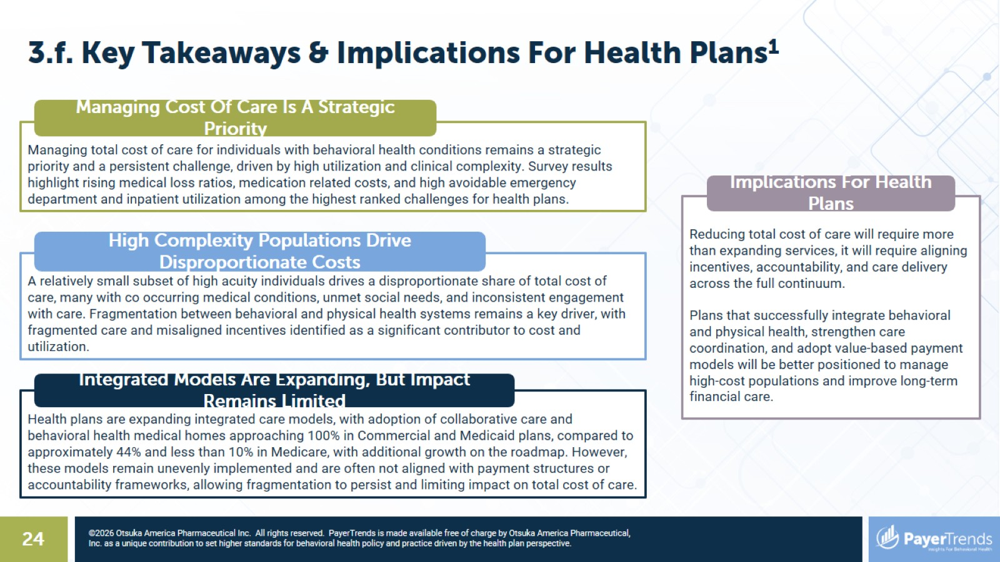 3.f. Key Takeaways & Implications For Health Plans¹
Managing Cost Of Care Is A Strategic
Priority
Managing total cost of care for individuals with behavioral health conditions remains a strategic
priority and a persistent challenge, driven by high utilization and clinical complexity. Survey results
highlight rising medical loss ratios, medication related costs, and high avoidable emergency
department and inpatient utilization among the highest ranked challenges for health plans.
High Complexity Populations Drive
Disproportionate Costs
A relatively small subset of high acuity individuals drives a disproportionate share of total cost of
care, many with co occurring medical conditions, unmet social needs, and inconsistent engagement
with care. Fragmentation between behavioral and physical health systems remains a key driver, with
fragmented care and misaligned incentives identified as a significant contributor to cost and
utilization.
Integrated Models Are Expanding, But Impact
Remains Limited
Health plans are expanding integrated care models, with adoption of collaborative care and
behavioral health medical homes approaching 100% in Commercial and Medicaid plans, compared to
approximately 44% and less than 10% in Medicare, with additional growth on the roadmap. However,
these models remain unevenly implemented and are often not aligned with payment structures or
accountability frameworks, allowing fragmentation to persist and limiting impact on total cost of care.
Implications For Health
Plans
Reducing total cost of care will require more
than expanding services, it will require aligning
incentives, accountability, and care delivery
across the full continuum.
Plans that successfully integrate behavioral
and physical health, strengthen care
coordination, and adopt value-based payment
models will be better positioned to manage
high-cost populations and improve long-term
financial care.
24
©2026 Otsuka America Pharmaceutical Inc. All rights reserved. PayerTrends is made available free of charge by Otsuka America Pharmaceutical,
Inc. as a unique contribution to set higher standards for behavioral health policy and practice driven by the health plan perspective.
PayerTrends
Insights For Behavioral Health